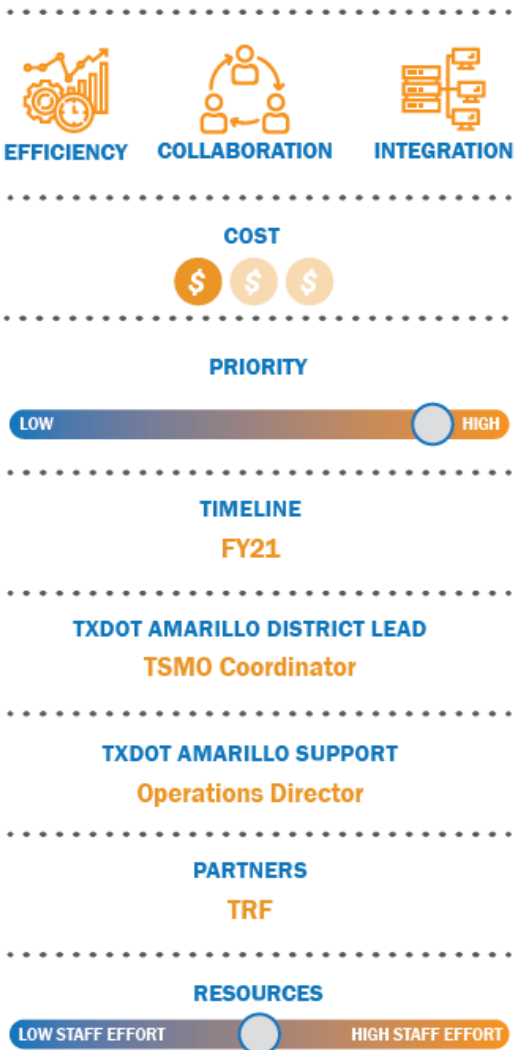 EFFICIENCY COLLABORATION INTEGRATION
COST
$ $ $
PRIORITY
LOW HIGH
TIMELINE
FY21
TXDOT AMARILLO DISTRICT LEAD
TSMO Coordinator
TXDOT AMARILLO SUPPORT
Operations Director
PARTNERS
TRF
RESOURCES
LOW STAFF EFFORT HIGH STAFF EFFORT